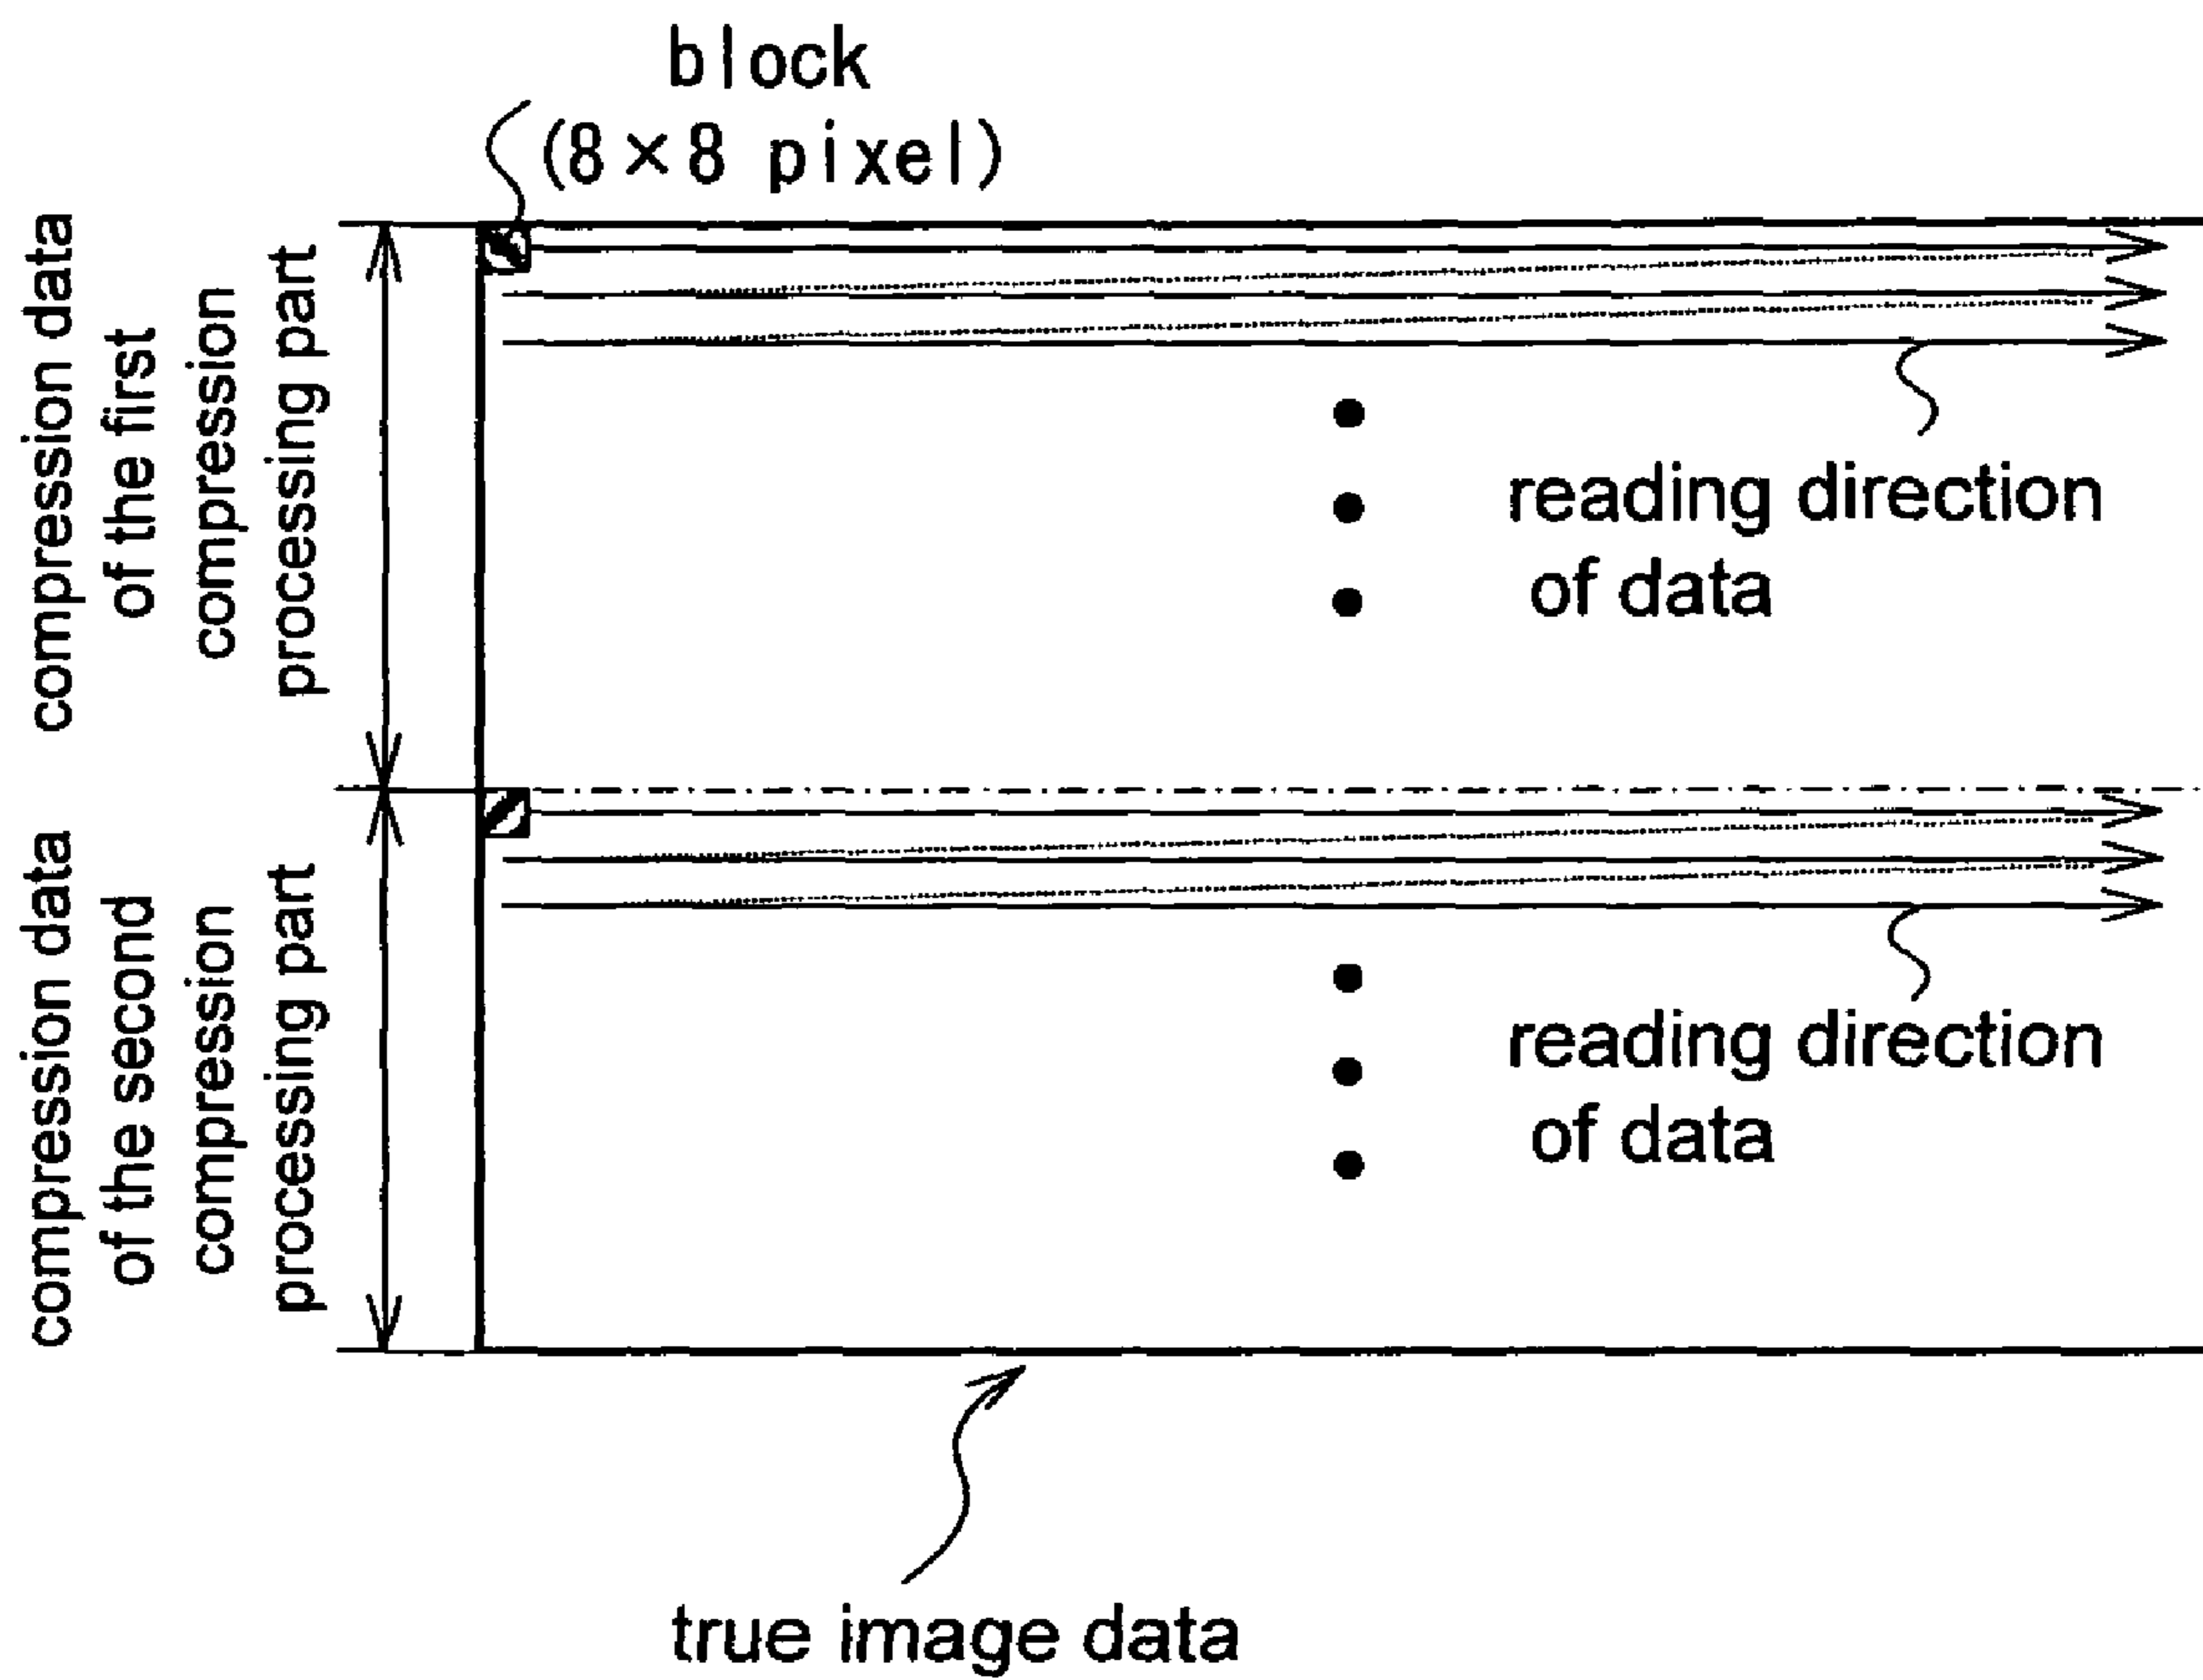 block
(8×8 pixel)
compression data
of the first
compression
processing part
reading direction
of data
compression data
of the second
compression
processing part
reading direction
of data
true image data